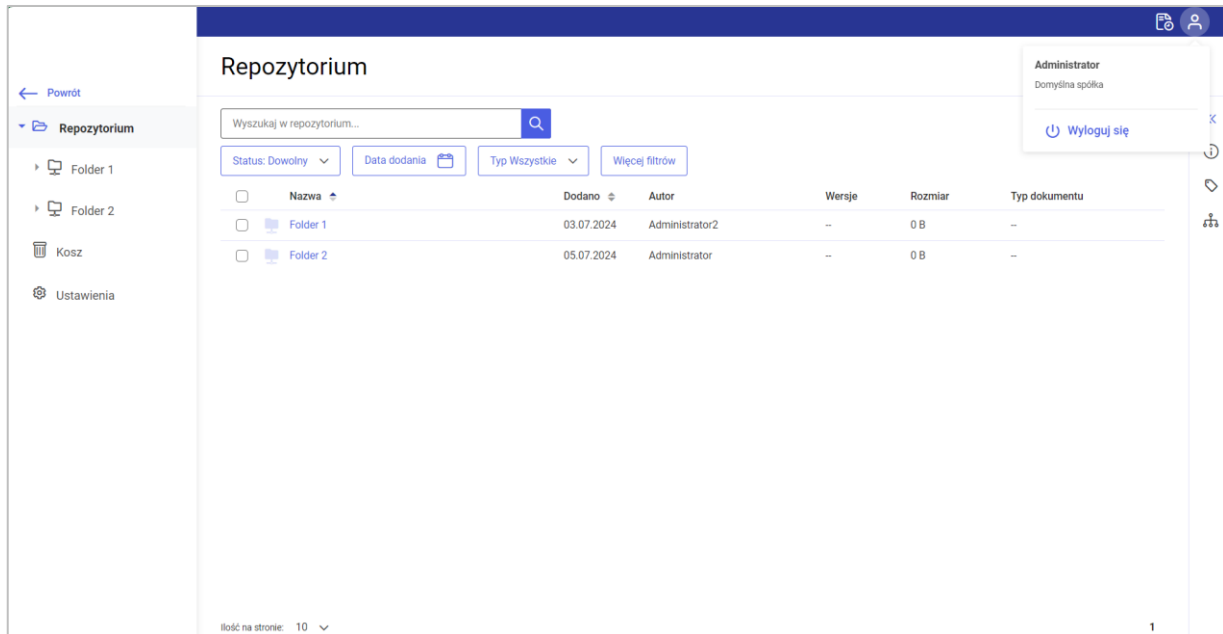 Repozytorium
Administrator
Domyślna spółka
Wyloguj się
Powrót
Repozytorium
Folder 1
Folder 2
Kosz
Ustawienia
Wyszukaj w repozytorium...
Status: Dowolny Data dodania Typ Wszystkie Więcej filtrów
Nazwa Dodano Autor Wersje Rozmiar Typ dokumentu
Folder 1 03.07.2024 Administrator2 -- 0 B --
Folder 2 05.07.2024 Administrator -- 0 B --
Ilość na stronie: 10 1